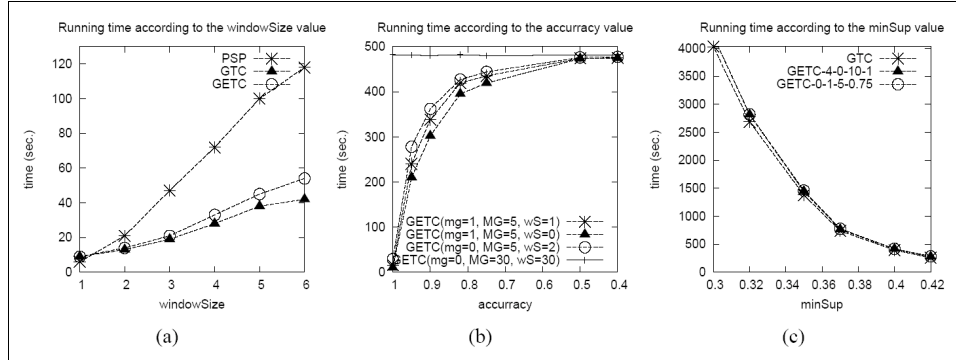 Running time according to the windowSize value
PSP
GTC
GETC
120
100
80
60
40
20
0
time (sec.)
1 2 3 4 5 6
windowSize
(a)
Running time according to the accurracy value
500
400
300
200
100
0
time (sec.)
GETC(mg=1, MG=5, wS=1)
GETC(mg=1, MG=5, wS=0)
GETC(mg=0, MG=5, wS=2)
GETC(mg=0, MG=30, wS=30)
1 0.9 0.8 0.7 0.6 0.5 0.4
accurracy
(b)
Running time according to the minSup value
GTC
GETC-4-0-10-1
GETC-0-1-5-0.75
4000
3500
3000
2500
2000
1500
1000
500
0
time (sec.)
0.3 0.32 0.34 0.36 0.38 0.4 0.42
minSup
(c)